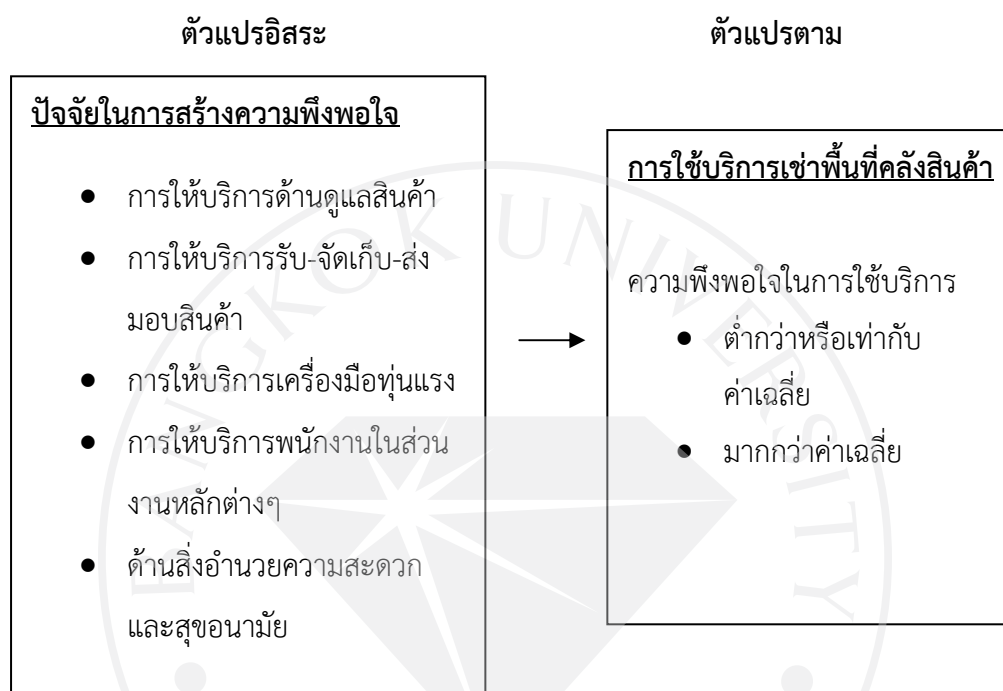 ตัวแปรอิสระ
ตัวแปรตาม
ปัจจัยในการสร้างความพึงพอใจ
● การให้บริการด้านดูแลสินค้า
● การให้บริการรับ-จัดเก็บ-ส่ง
มอบสินค้า
● การให้บริการเครื่องมือทุ่นแรง
● การให้บริการพนักงานในส่วน
งานหลักต่างๆ
● ด้านสิ่งอำนวยความสะดวก
และสุขอนามัย
การใช้บริการเช่าพื้นที่คลังสินค้า
ความพึงพอใจในการใช้บริการ
● ต่ำกว่าหรือเท่ากับ
ค่าเฉลี่ย
● มากกว่าค่าเฉลี่ย
BANGKOK UNIVERSITY